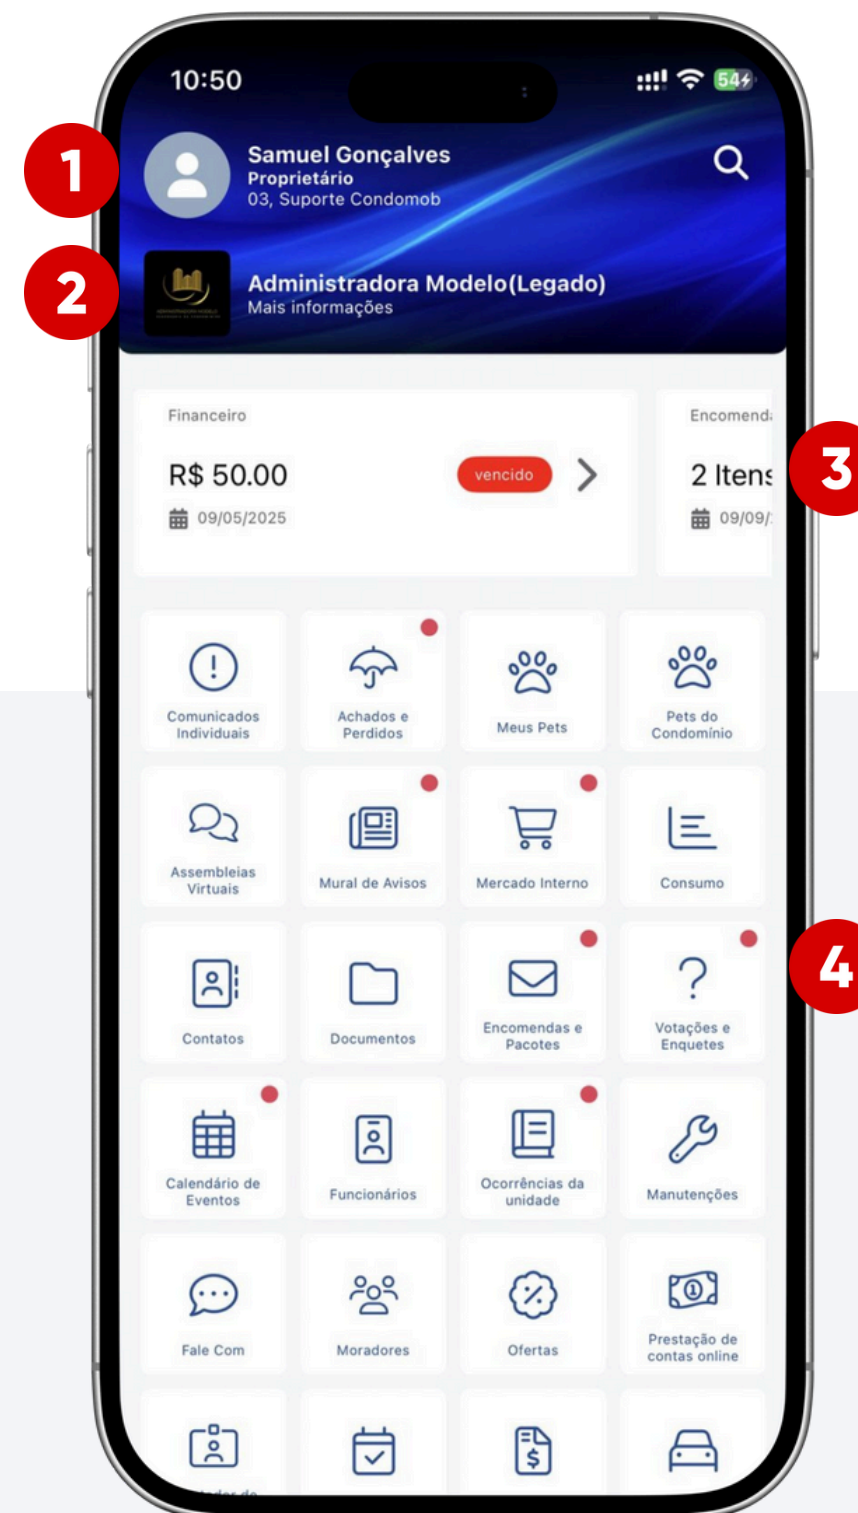 10:50
54
1
Samuel Gonçalves
Proprietário
03, Suporte Condomob
2
Administradora Modelo(Legado)
Mais informações
Financeiro
R$ 50.00
vencido
09/05/2025
Encomend
2 Itens
09/09/
3
Comunicados
Individuais
Achados e
Perdidos
Meus Pets
Pets do
Condomínio
Assembleias
Virtuais
Mural de Avisos
Mercado Interno
Consumo
Contatos
Documentos
Encomendas e
Pacotes
Votações e
Enquetes
4
Calendário de
Eventos
Funcionários
Ocorrências da
unidade
Manutenções
Fale Com
Moradores
Ofertas
Prestação de
contas online